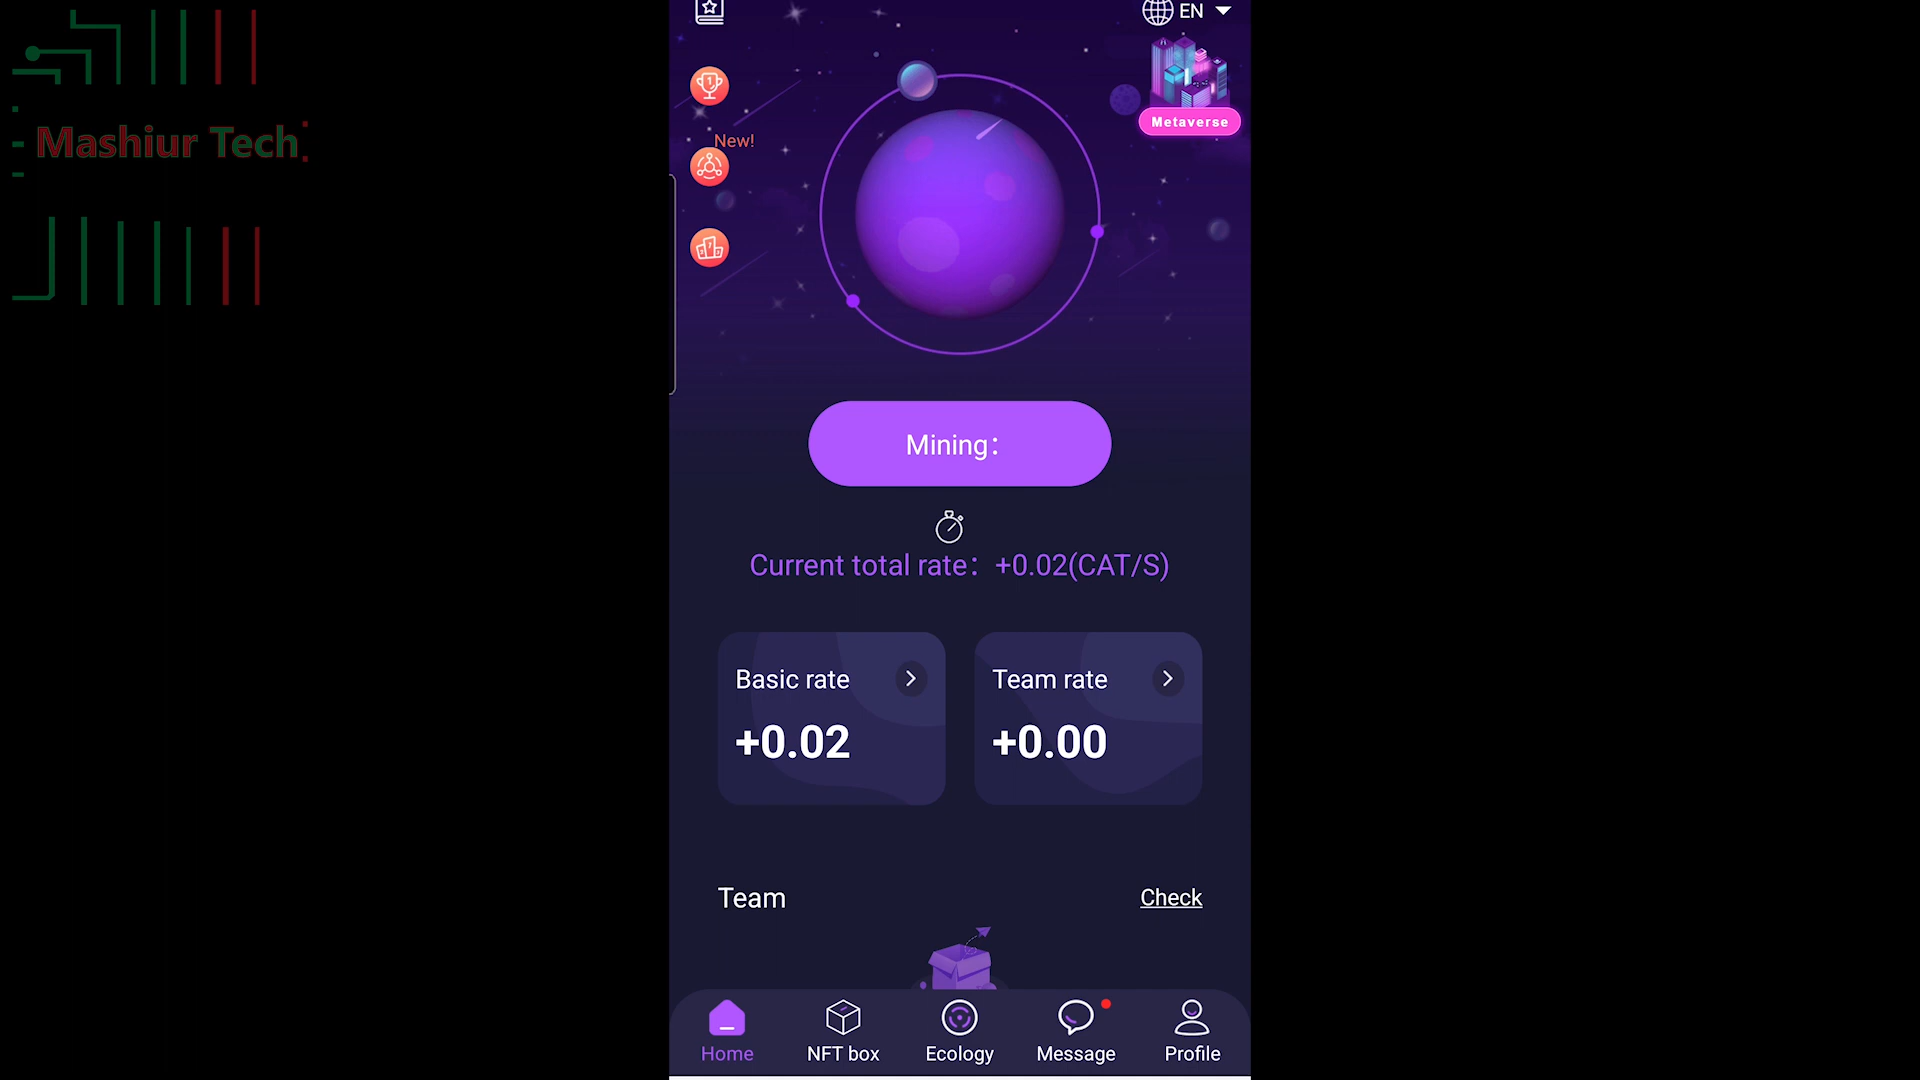 Mashiur Tech
EN
Metaverse
New!
Mining:
Current total rate: +0.02(CAT/S)
Basic rate
+0.02
Team rate
+0.00
Team
Check
Home
NFT box
Ecology
Message
Profile